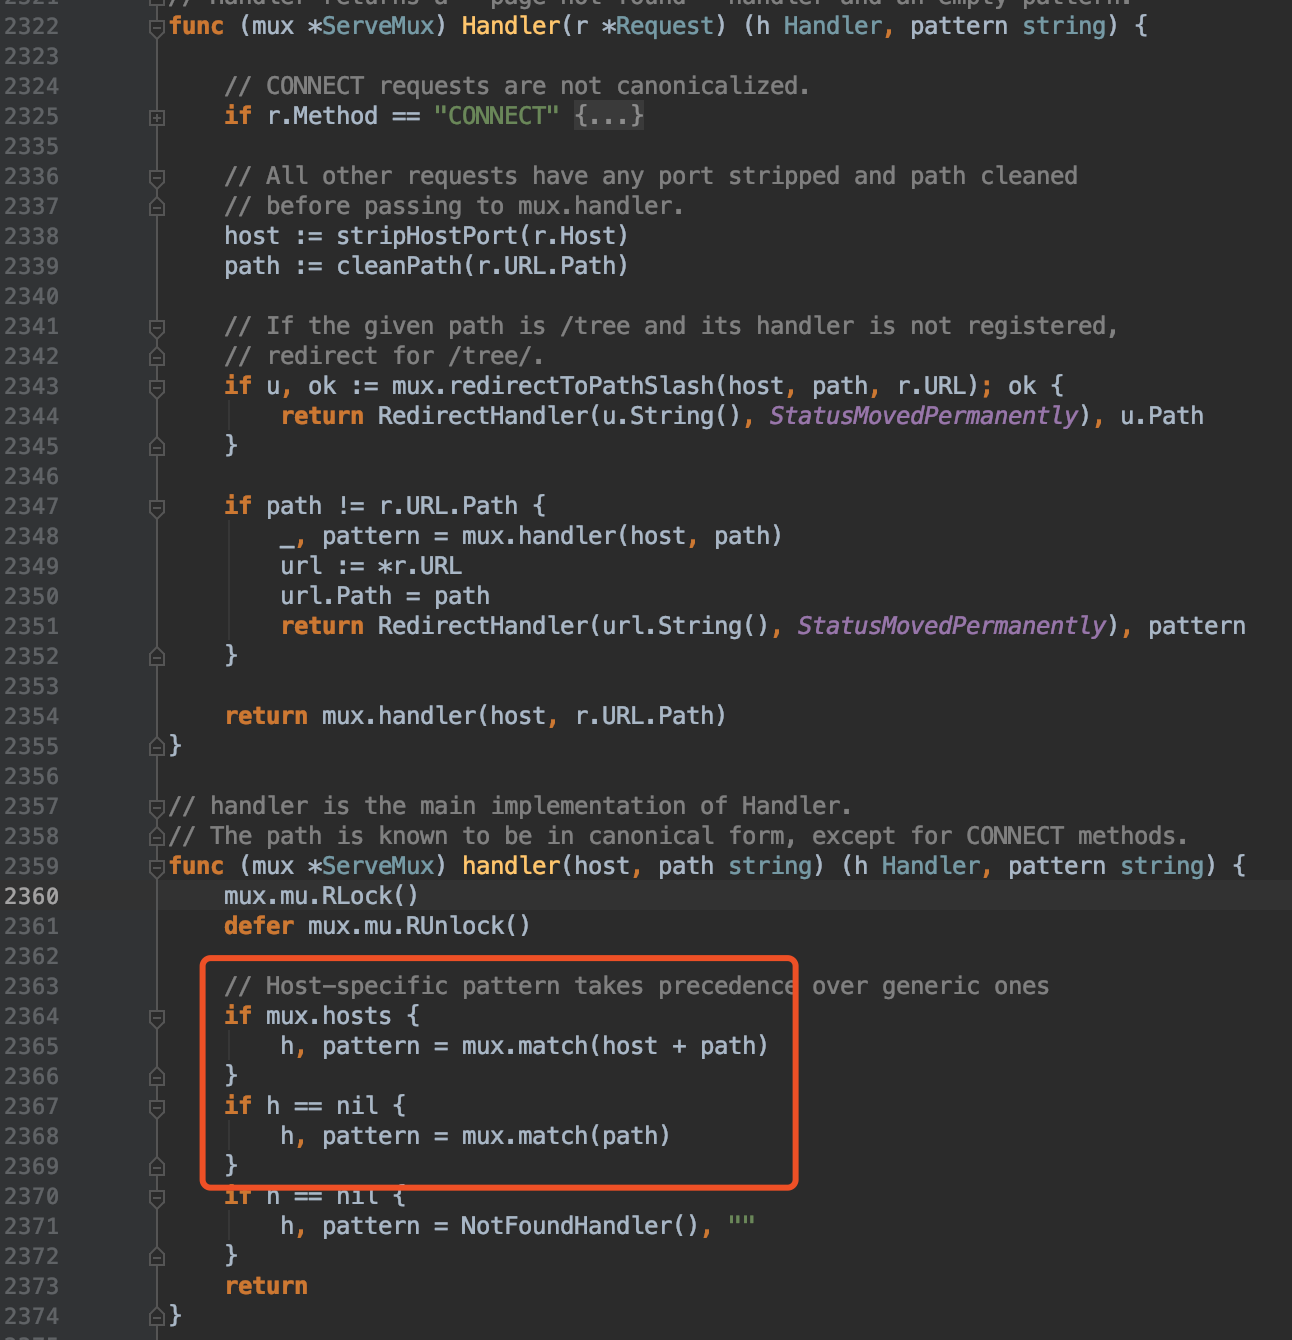 2321 // Handler returns a "page not found" handler and an empty pattern.
2322 func (mux *ServeMux) Handler(r *Request) (h Handler, pattern string) {
2323
2324 // CONNECT requests are not canonicalized.
2325 if r.Method == "CONNECT" {...}
2335
2336 // All other requests have any port stripped and path cleaned
2337 // before passing to mux.handler.
2338 host := stripHostPort(r.Host)
2339 path := cleanPath(r.URL.Path)
2340
2341 // If the given path is /tree and its handler is not registered,
2342 // redirect for /tree/.
2343 if u, ok := mux.redirectToPathSlash(host, path, r.URL); ok {
2344 return RedirectHandler(u.String(), StatusMovedPermanently), u.Path
2345 }
2346
2347 if path != r.URL.Path {
2348 _, pattern = mux.handler(host, path)
2349 url := *r.URL
2350 url.Path = path
2351 return RedirectHandler(url.String(), StatusMovedPermanently), pattern
2352 }
2353
2354 return mux.handler(host, r.URL.Path)
2355 }
2356
2357 // handler is the main implementation of Handler.
2358 // The path is known to be in canonical form, except for CONNECT methods.
2359 func (mux *ServeMux) handler(host, path string) (h Handler, pattern string) {
2360 mux.mu.RLock()
2361 defer mux.mu.RUnlock()
2362
2363 // Host-specific pattern takes precedence over generic ones
2364 if mux.hosts {
2365 h, pattern = mux.match(host + path)
2366 }
2367 if h == nil {
2368 h, pattern = mux.match(path)
2369 }
2370 if h == nil {
2371 h, pattern = NotFoundHandler(), ""
2372 }
2373 return
2374 }